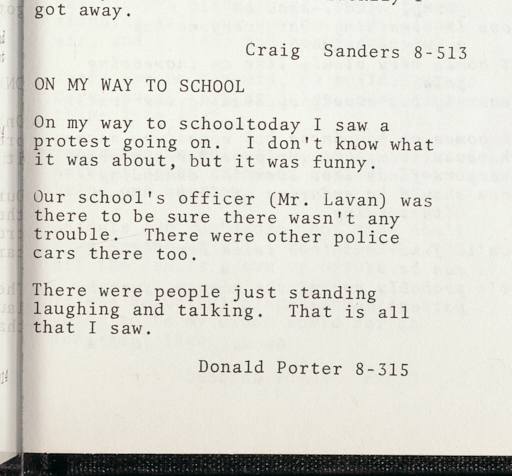 got away.
Craig Sanders 8-513
ON MY WAY TO SCHOOL
On my way to schooltoday I saw a
protest going on. I don't know what
it was about, but it was funny.
Our school's officer (Mr. Lavan) was
there to be sure there wasn't any
trouble. There were other police
cars there too.
There were people just standing
laughing and talking. That is all
that I saw.
Donald Porter 8-315